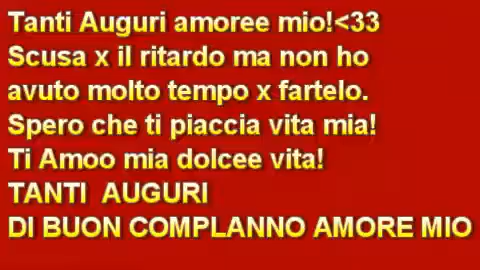 Tanti Auguri amoree mio!<33
Scusa x il ritardo ma non ho
avuto molto tempo x fartelo.
Spero che ti piaccia vita mia!
Ti Amoo mia dolcee vita!
TANTI  AUGURI
DI BUON COMPLANNO AMORE MIO